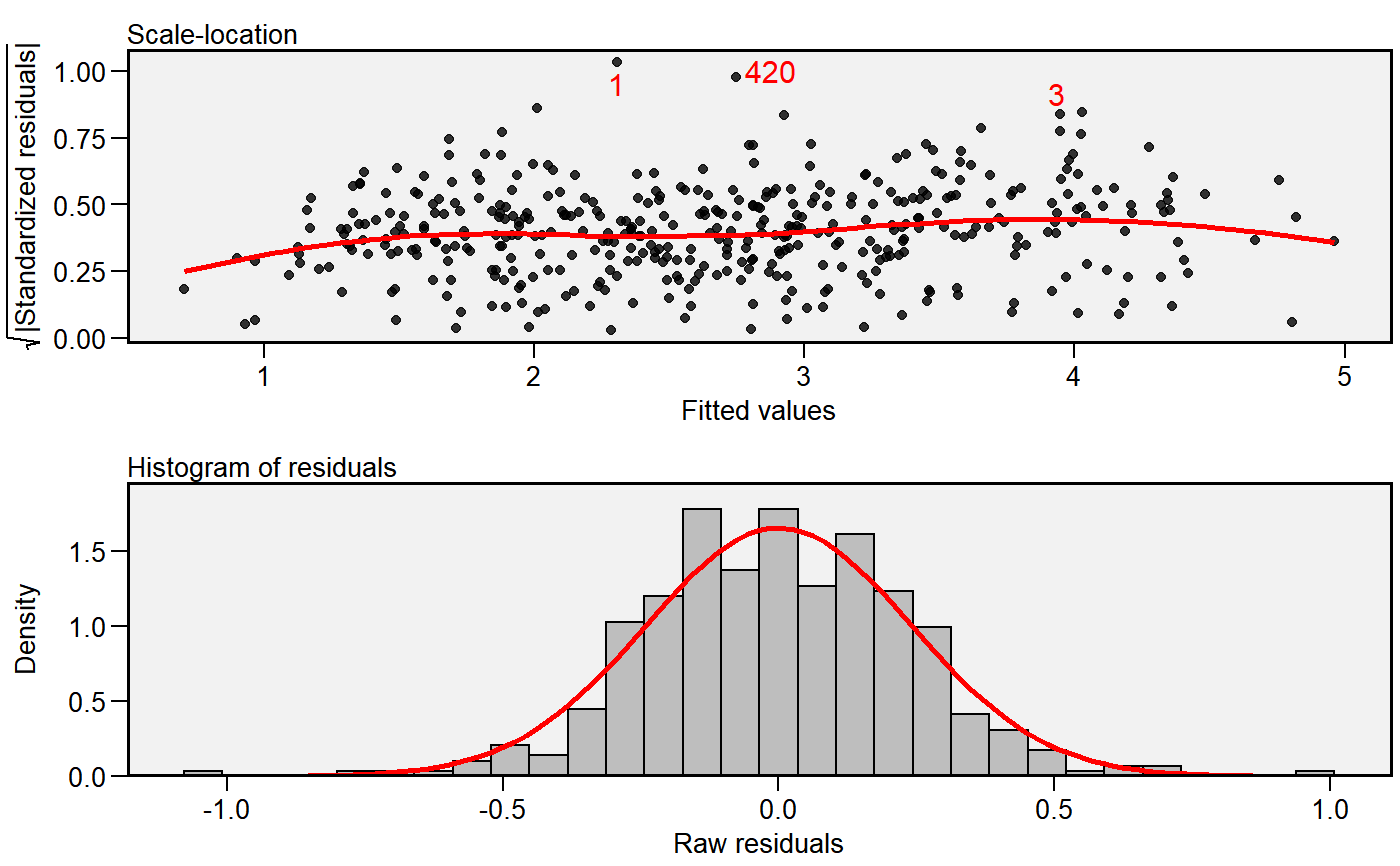 Scale-location
√|Standardized residuals|
1.00
0.75
0.50
0.25
0.00
1
420
3
1 2 3 4 5
Fitted values
Histogram of residuals
Density
1.5
1.0
0.5
0.0
-1.0 -0.5 0.0 0.5 1.0
Raw residuals